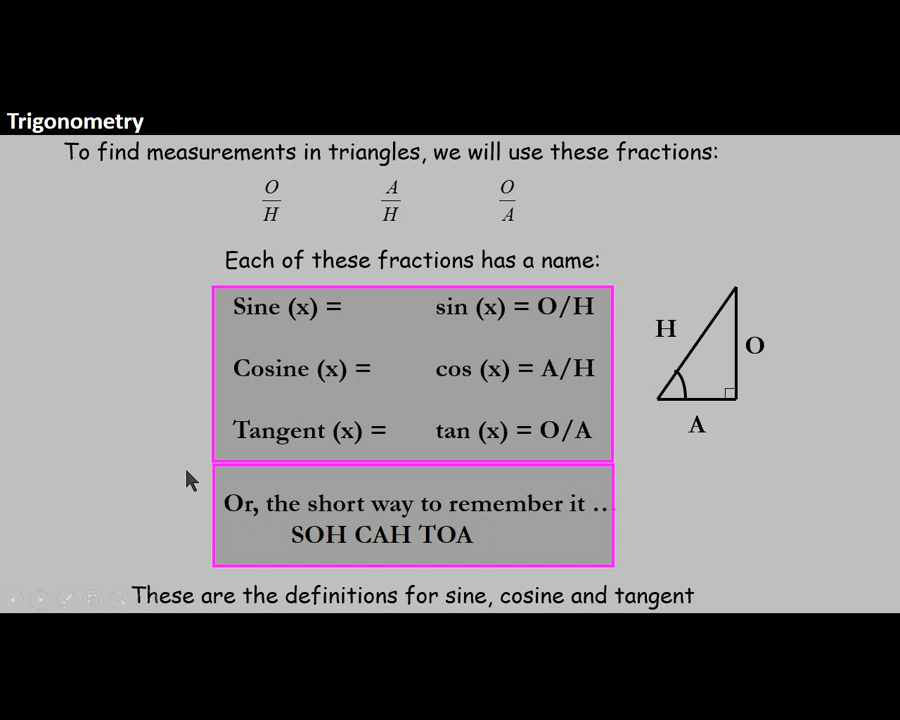 Trigonometry
To find measurements in triangles, we will use these fractions:
O/H A/H O/A
Each of these fractions has a name:
Sine (x) = sin (x) = O/H
Cosine (x) = cos (x) = A/H
Tangent (x) = tan (x) = O/A
H
O
A
Or, the short way to remember it …
SOH CAH TOA
These are the definitions for sine, cosine and tangent